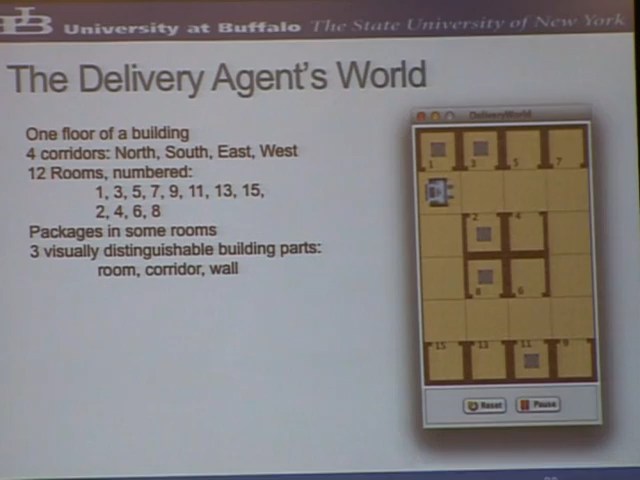 UB University at Buffalo The State University of New York
The Delivery Agent's World
One floor of a building
4 corridors: North, South, East, West
12 Rooms, numbered:
1, 3, 5, 7, 9, 11, 13, 15,
2, 4, 6, 8
Packages in some rooms
3 visually distinguishable building parts:
room, corridor, wall
DeliveryWorld
1 3 5 7
2 4
8 6
15 13 11 9
Reset Pause